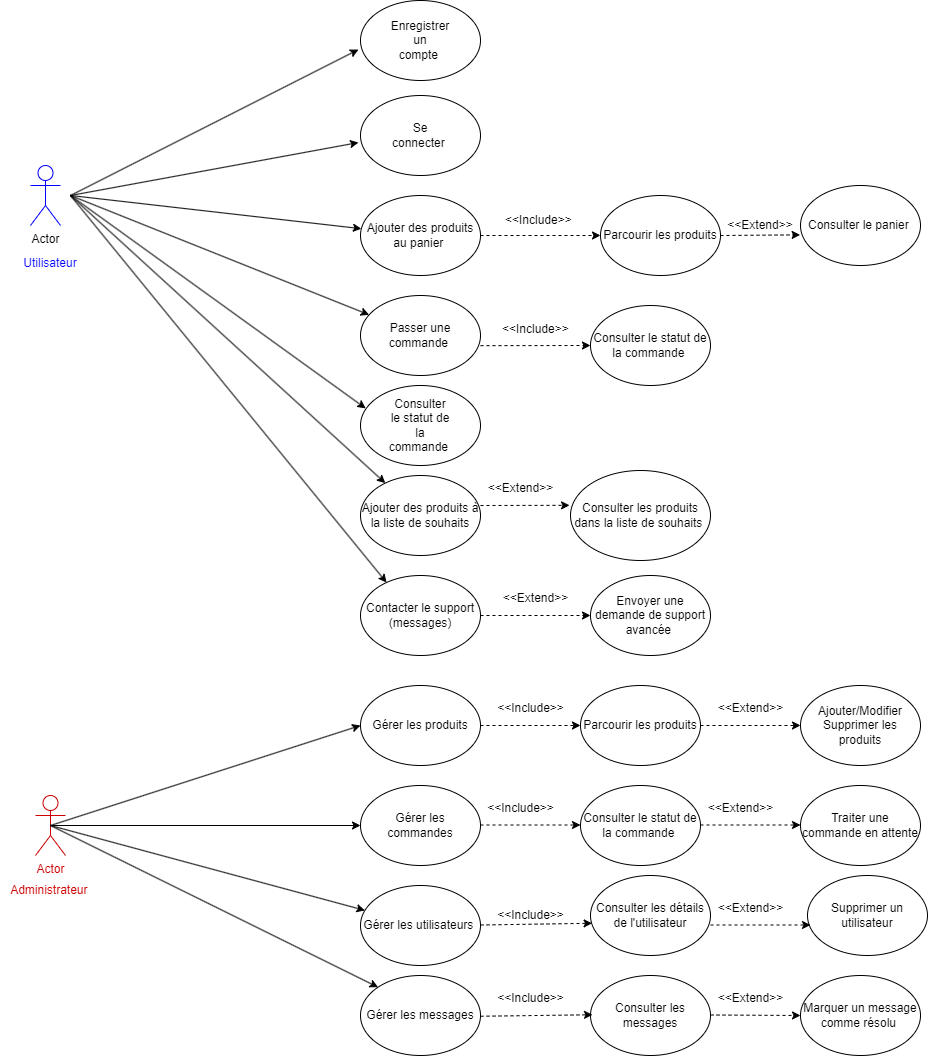 Enregistrer
un
compte
Se
connecter
Actor
Utilisateur
Ajouter des produits
au panier
<<Include>>
Parcourir les produits
<<Extend>>
Consulter le panier
Passer une
commande
<<Include>>
Consulter le statut de
la commande
Consulter
le statut de
la
commande
Ajouter des produits à
la liste de souhaits
<<Extend>>
Consulter les produits
dans la liste de souhaits
Contacter le support
(messages)
<<Extend>>
Envoyer une
demande de support
avancée
Gérer les produits
<<Include>>
Parcourir les produits
<<Extend>>
Ajouter/Modifier
Supprimer les
produits
Actor
Administrateur
Gérer les
commandes
<<Include>>
Consulter le statut de
la commande
<<Extend>>
Traiter une
commande en attente
Gérer les utilisateurs
<<Include>>
Consulter les détails
de l'utilisateur
<<Extend>>
Supprimer un
utilisateur
Gérer les messages
<<Include>>
Consulter les
messages
<<Extend>>
Marquer un message
comme résolu